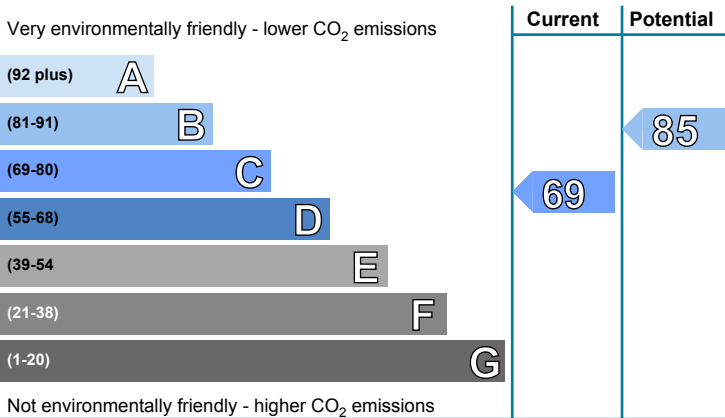 Very environmentally friendly - lower CO2 emissions
Current
Potential
(92 plus) A
(81-91) B
(69-80) C
(55-68) D
(39-54 E
(21-38) F
(1-20) G
85
69
Not environmentally friendly - higher CO2 emissions